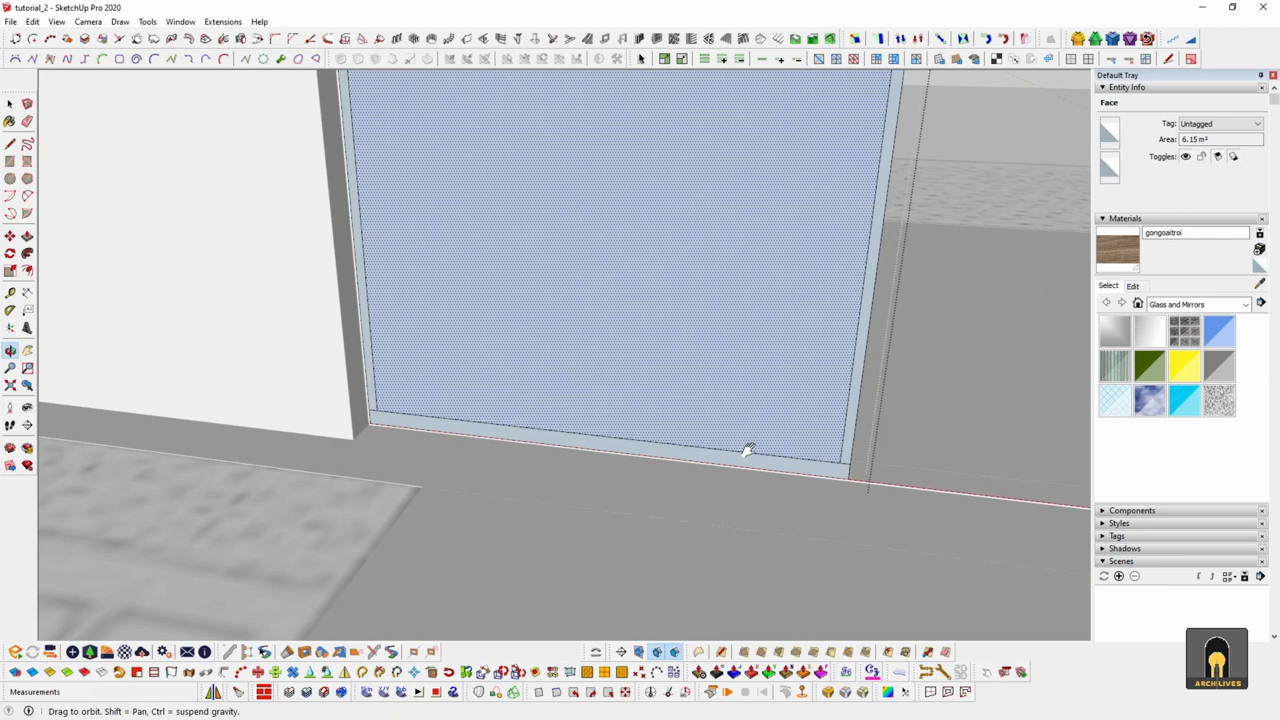 tutorial_2 - SketchUp Pro 2020
File Edit View Camera Draw Tools Window Extensions Help
Default Tray
Entity Info
Face
Tag: Untagged
Area: 6.15 m²
Toggles:
Materials
gongoaitroi
Select Edit
Glass and Mirrors
Components
Styles
Tags
Shadows
Scenes
ARCHLIVES
Measurements
Drag to orbit. Shift = Pan, Ctrl = suspend gravity.